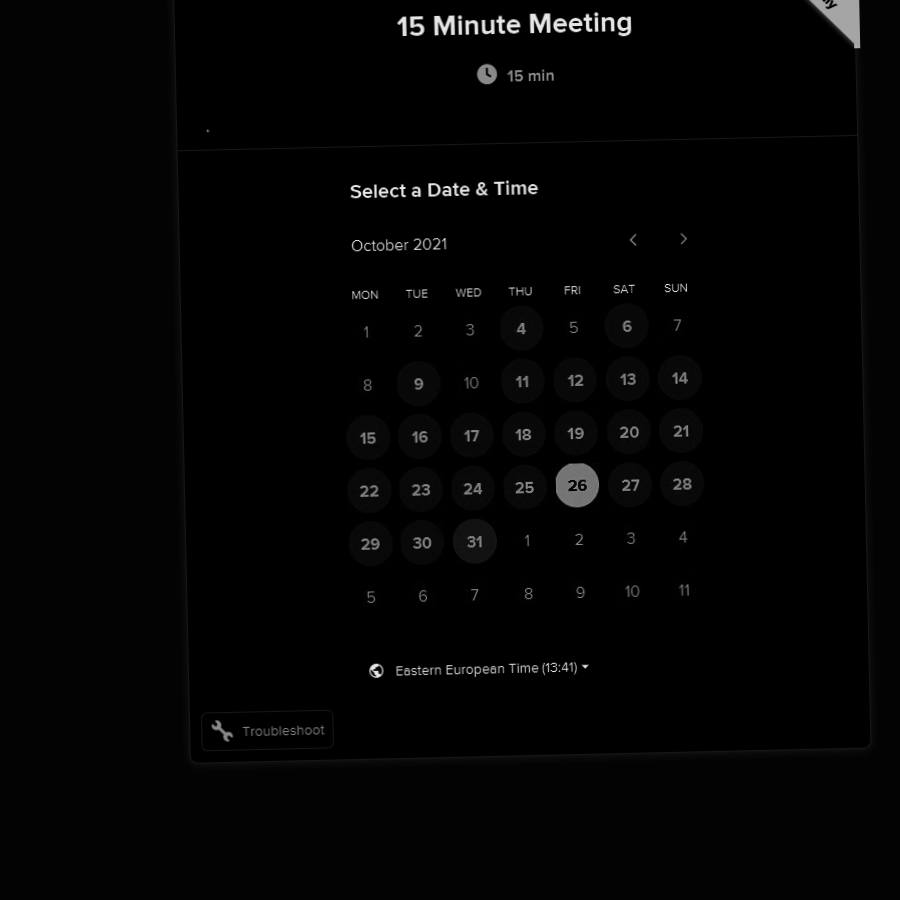 15 Minute Meeting
15 min
Select a Date & Time
October 2021
MON TUE WED THU FRI SAT SUN
1 2 3 4 5 6 7
8 9 10 11 12 13 14
15 16 17 18 19 20 21
22 23 24 25 26 27 28
29 30 31 1 2 3 4
5 6 7 8 9 10 11
Eastern European Time (13:41)
Troubleshoot